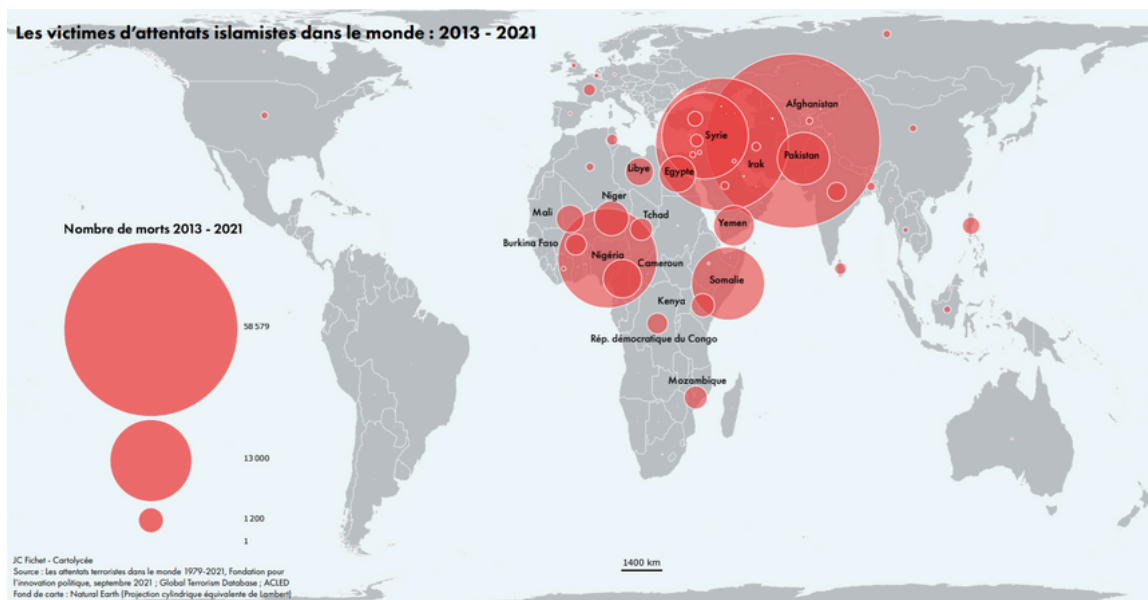 Les victimes d'attentats islamistes dans le monde : 2013 - 2021
Afghanistan
Syrie
Irak
Pakistan
Libye
Egypte
Niger
Mali
Tchad
Yemen
Burkina Faso
Nigéria
Cameroun
Somalie
Kenya
Rép. démocratique du Congo
Mozambique
Nombre de morts 2013 - 2021
58 579
13 000
1 200
1
1400 km
JC Fichet - Cartolycée
Source : Les attentats terroristes dans le monde 1979-2021, Fondation pour
l'innovation politique, septembre 2021 ; Global Terrorism Database ; ACLED
Fond de carte : Natural Earth (Projection cylindrique équivalente de Lambert)